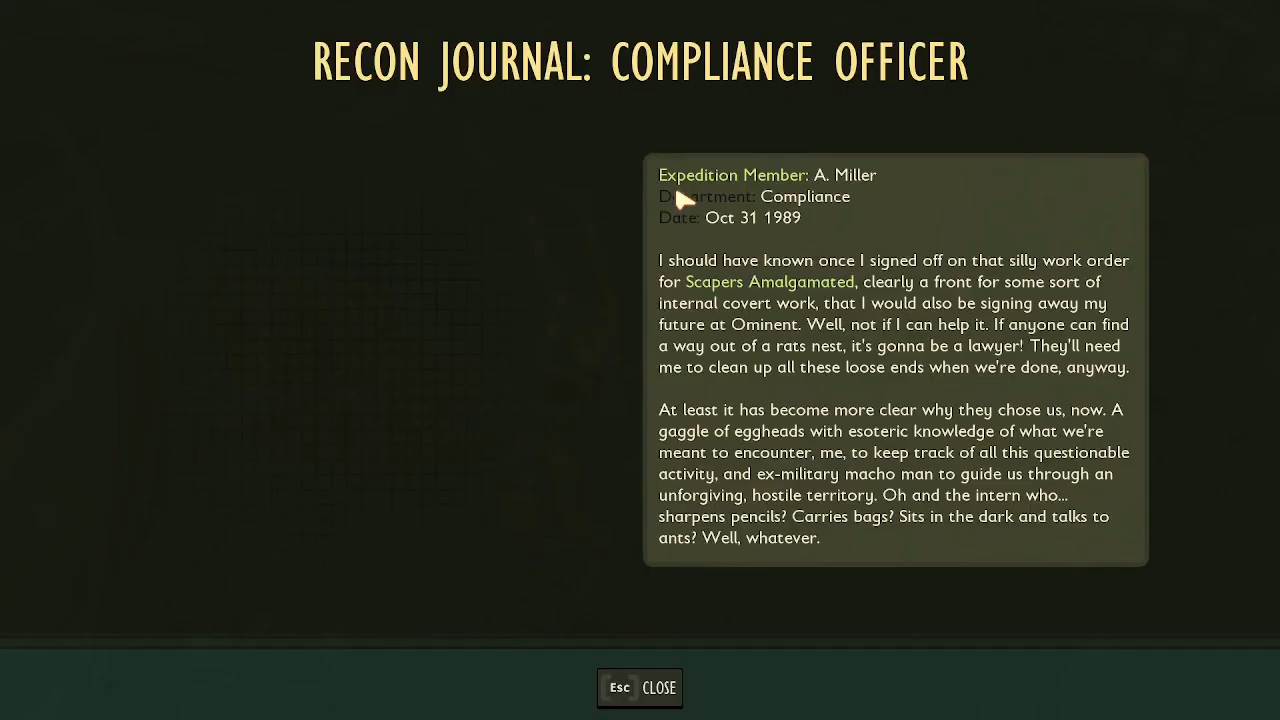 RECON JOURNAL: COMPLIANCE OFFICER
Expedition Member: A. Miller
Department: Compliance
Date: Oct 31 1989
I should have known once I signed off on that silly work order
for Scapers Amalgamated, clearly a front for some sort of
internal covert work, that I would also be signing away my
future at Ominent. Well, not if I can help it. If anyone can find
a way out of a rats nest, it's gonna be a lawyer! They'll need
me to clean up all these loose ends when we're done, anyway.
At least it has become more clear why they chose us, now. A
gaggle of eggheads with esoteric knowledge of what we're
meant to encounter, me, to keep track of all this questionable
activity, and ex-military macho man to guide us through an
unforgiving, hostile territory. Oh and the intern who...
sharpens pencils? Carries bags? Sits in the dark and talks to
ants? Well, whatever.
Esc CLOSE